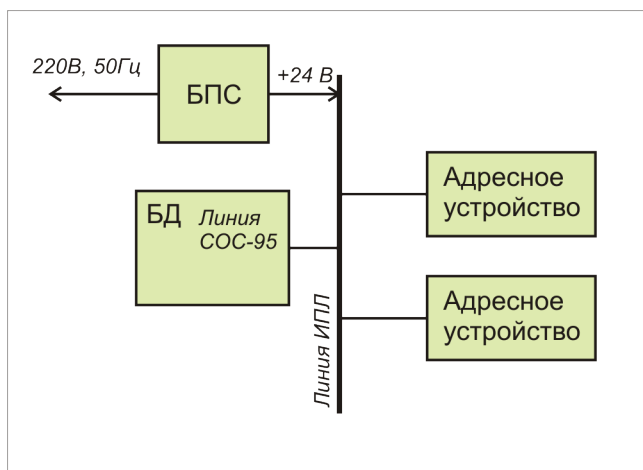 220В, 50Гц
БПС
+24 В
Адресное
устройство
БД
Линия
СОС-95
Адресное
устройство
Линия ИПЛ